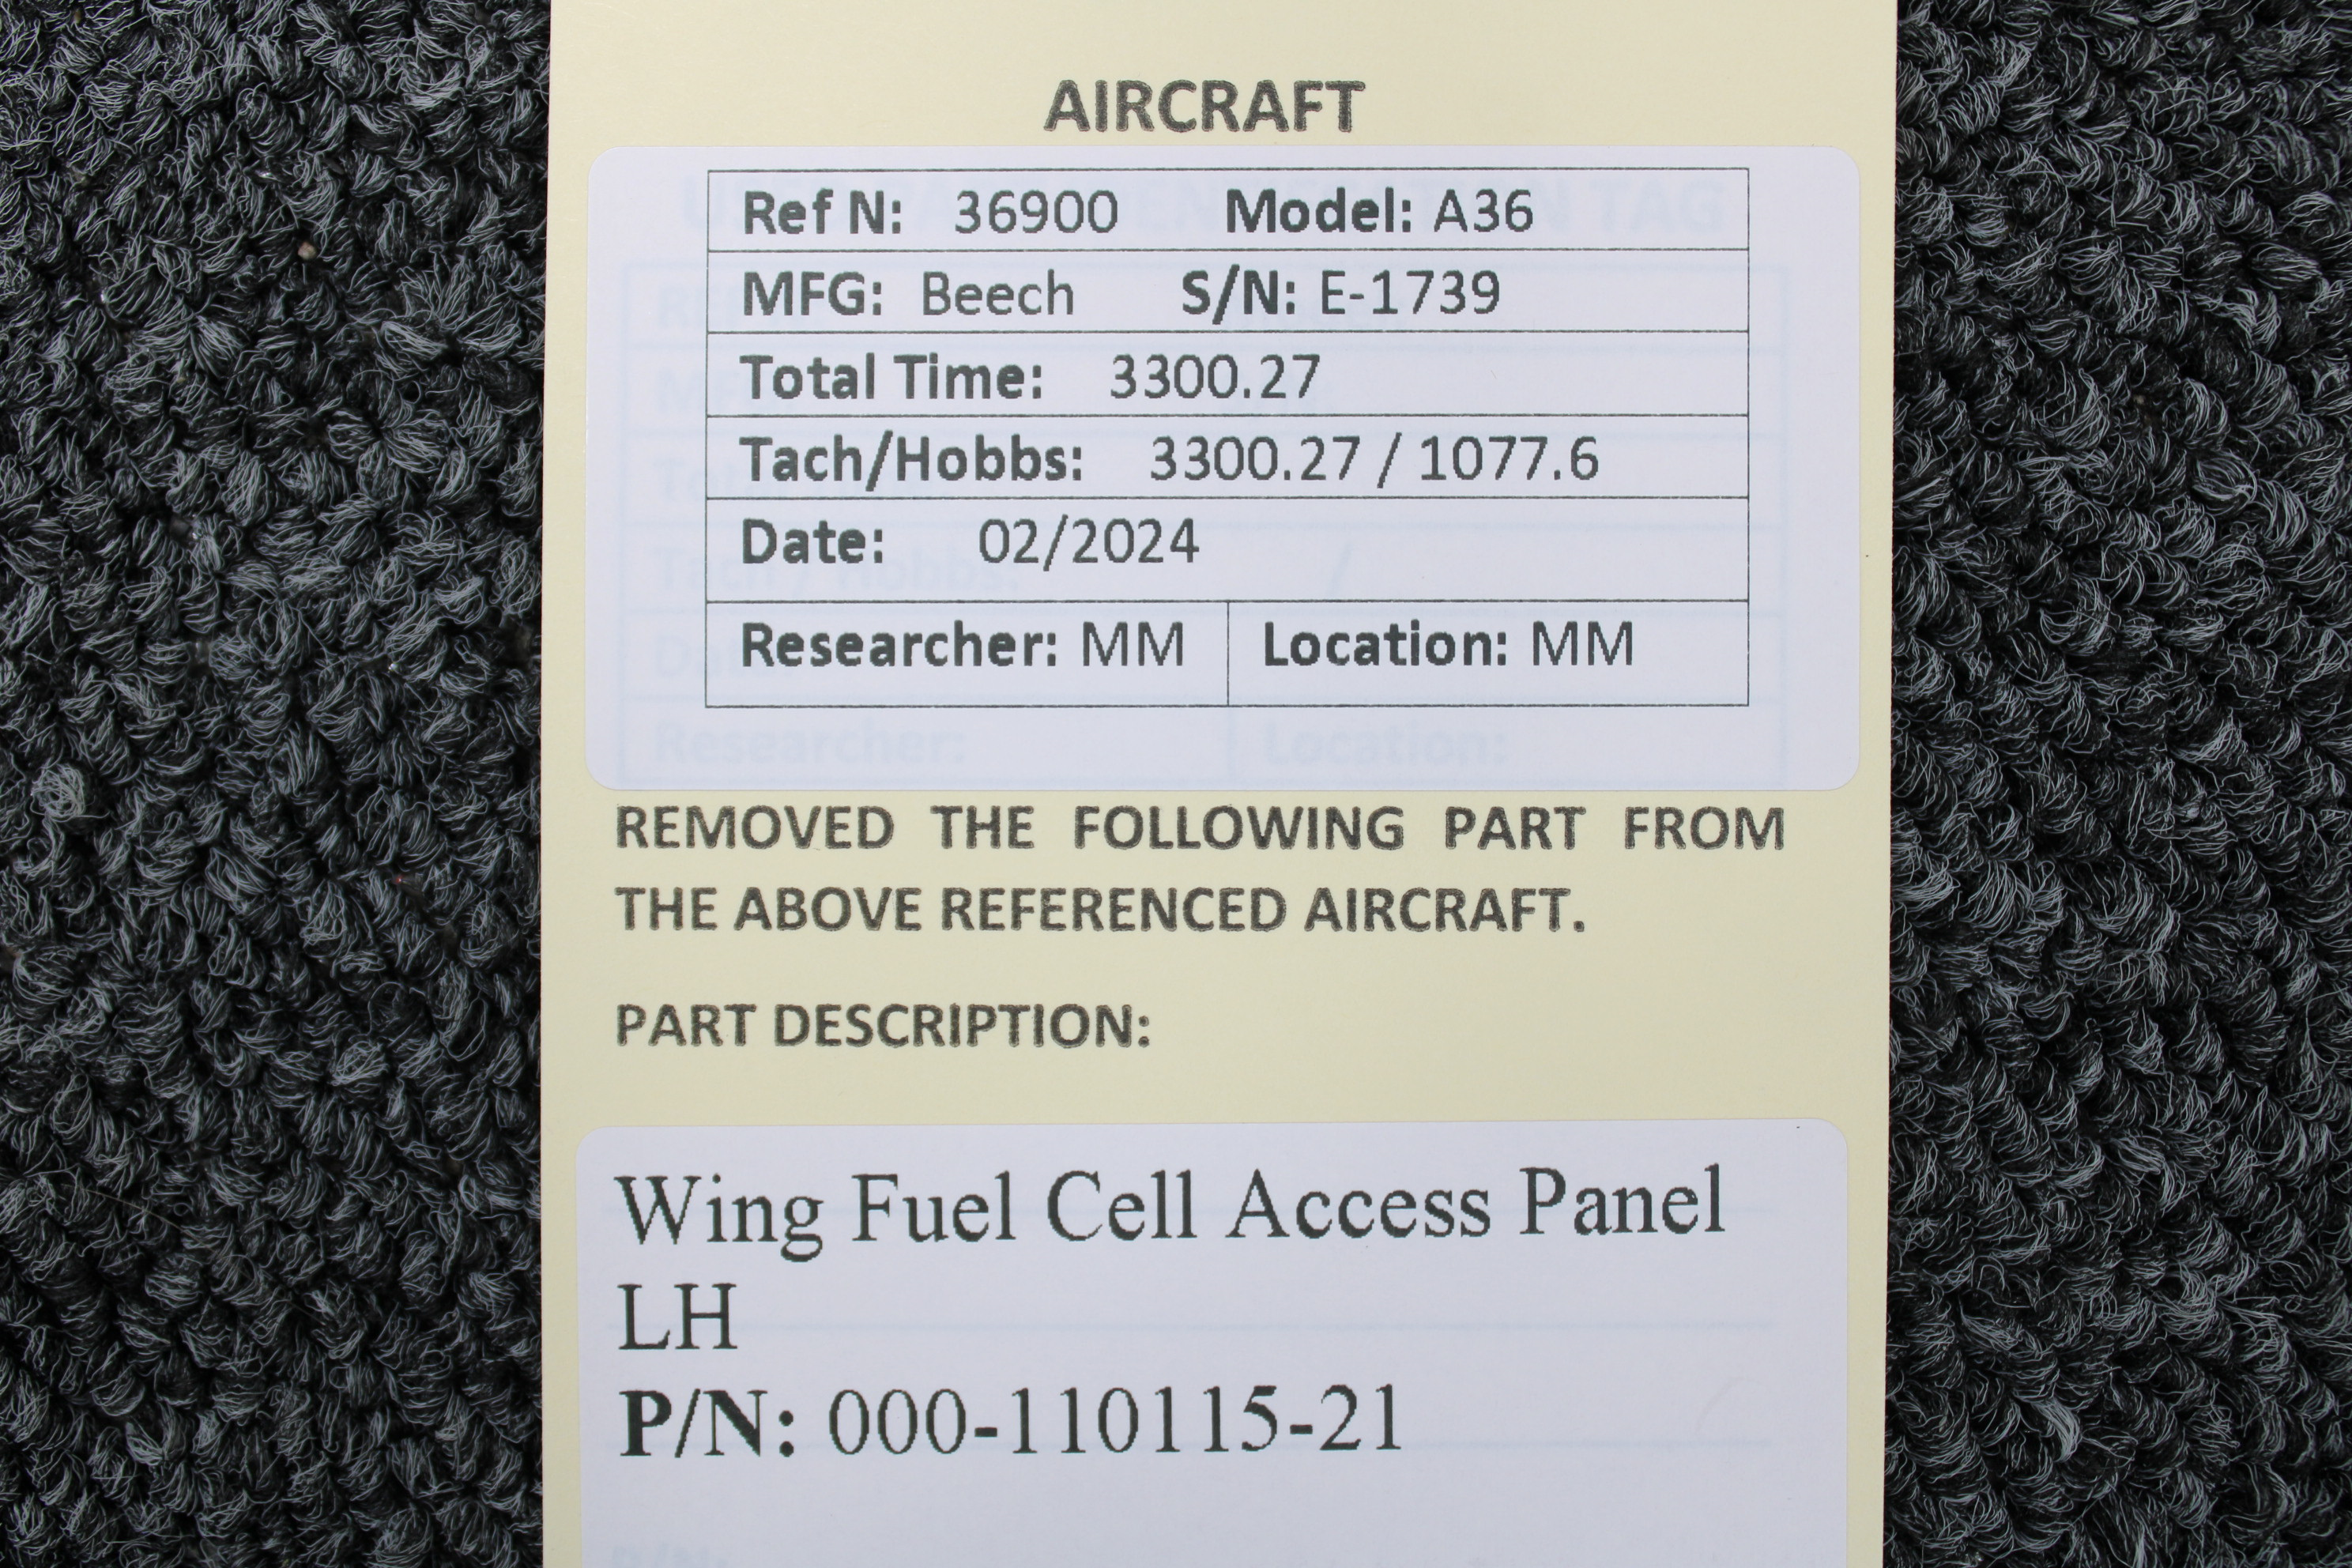 AIRCRAFT
Ref N: 36900 Model: A36
MFG: Beech S/N: E-1739
Total Time: 3300.27
Tach/Hobbs: 3300.27 / 1077.6
Date: 02/2024
Researcher: MM Location: MM
Researcher: Location:
REMOVED THE FOLLOWING PART FROM
THE ABOVE REFERENCED AIRCRAFT.
PART DESCRIPTION:
Wing Fuel Cell Access Panel
LH
P/N: 000-110115-21
P/N: